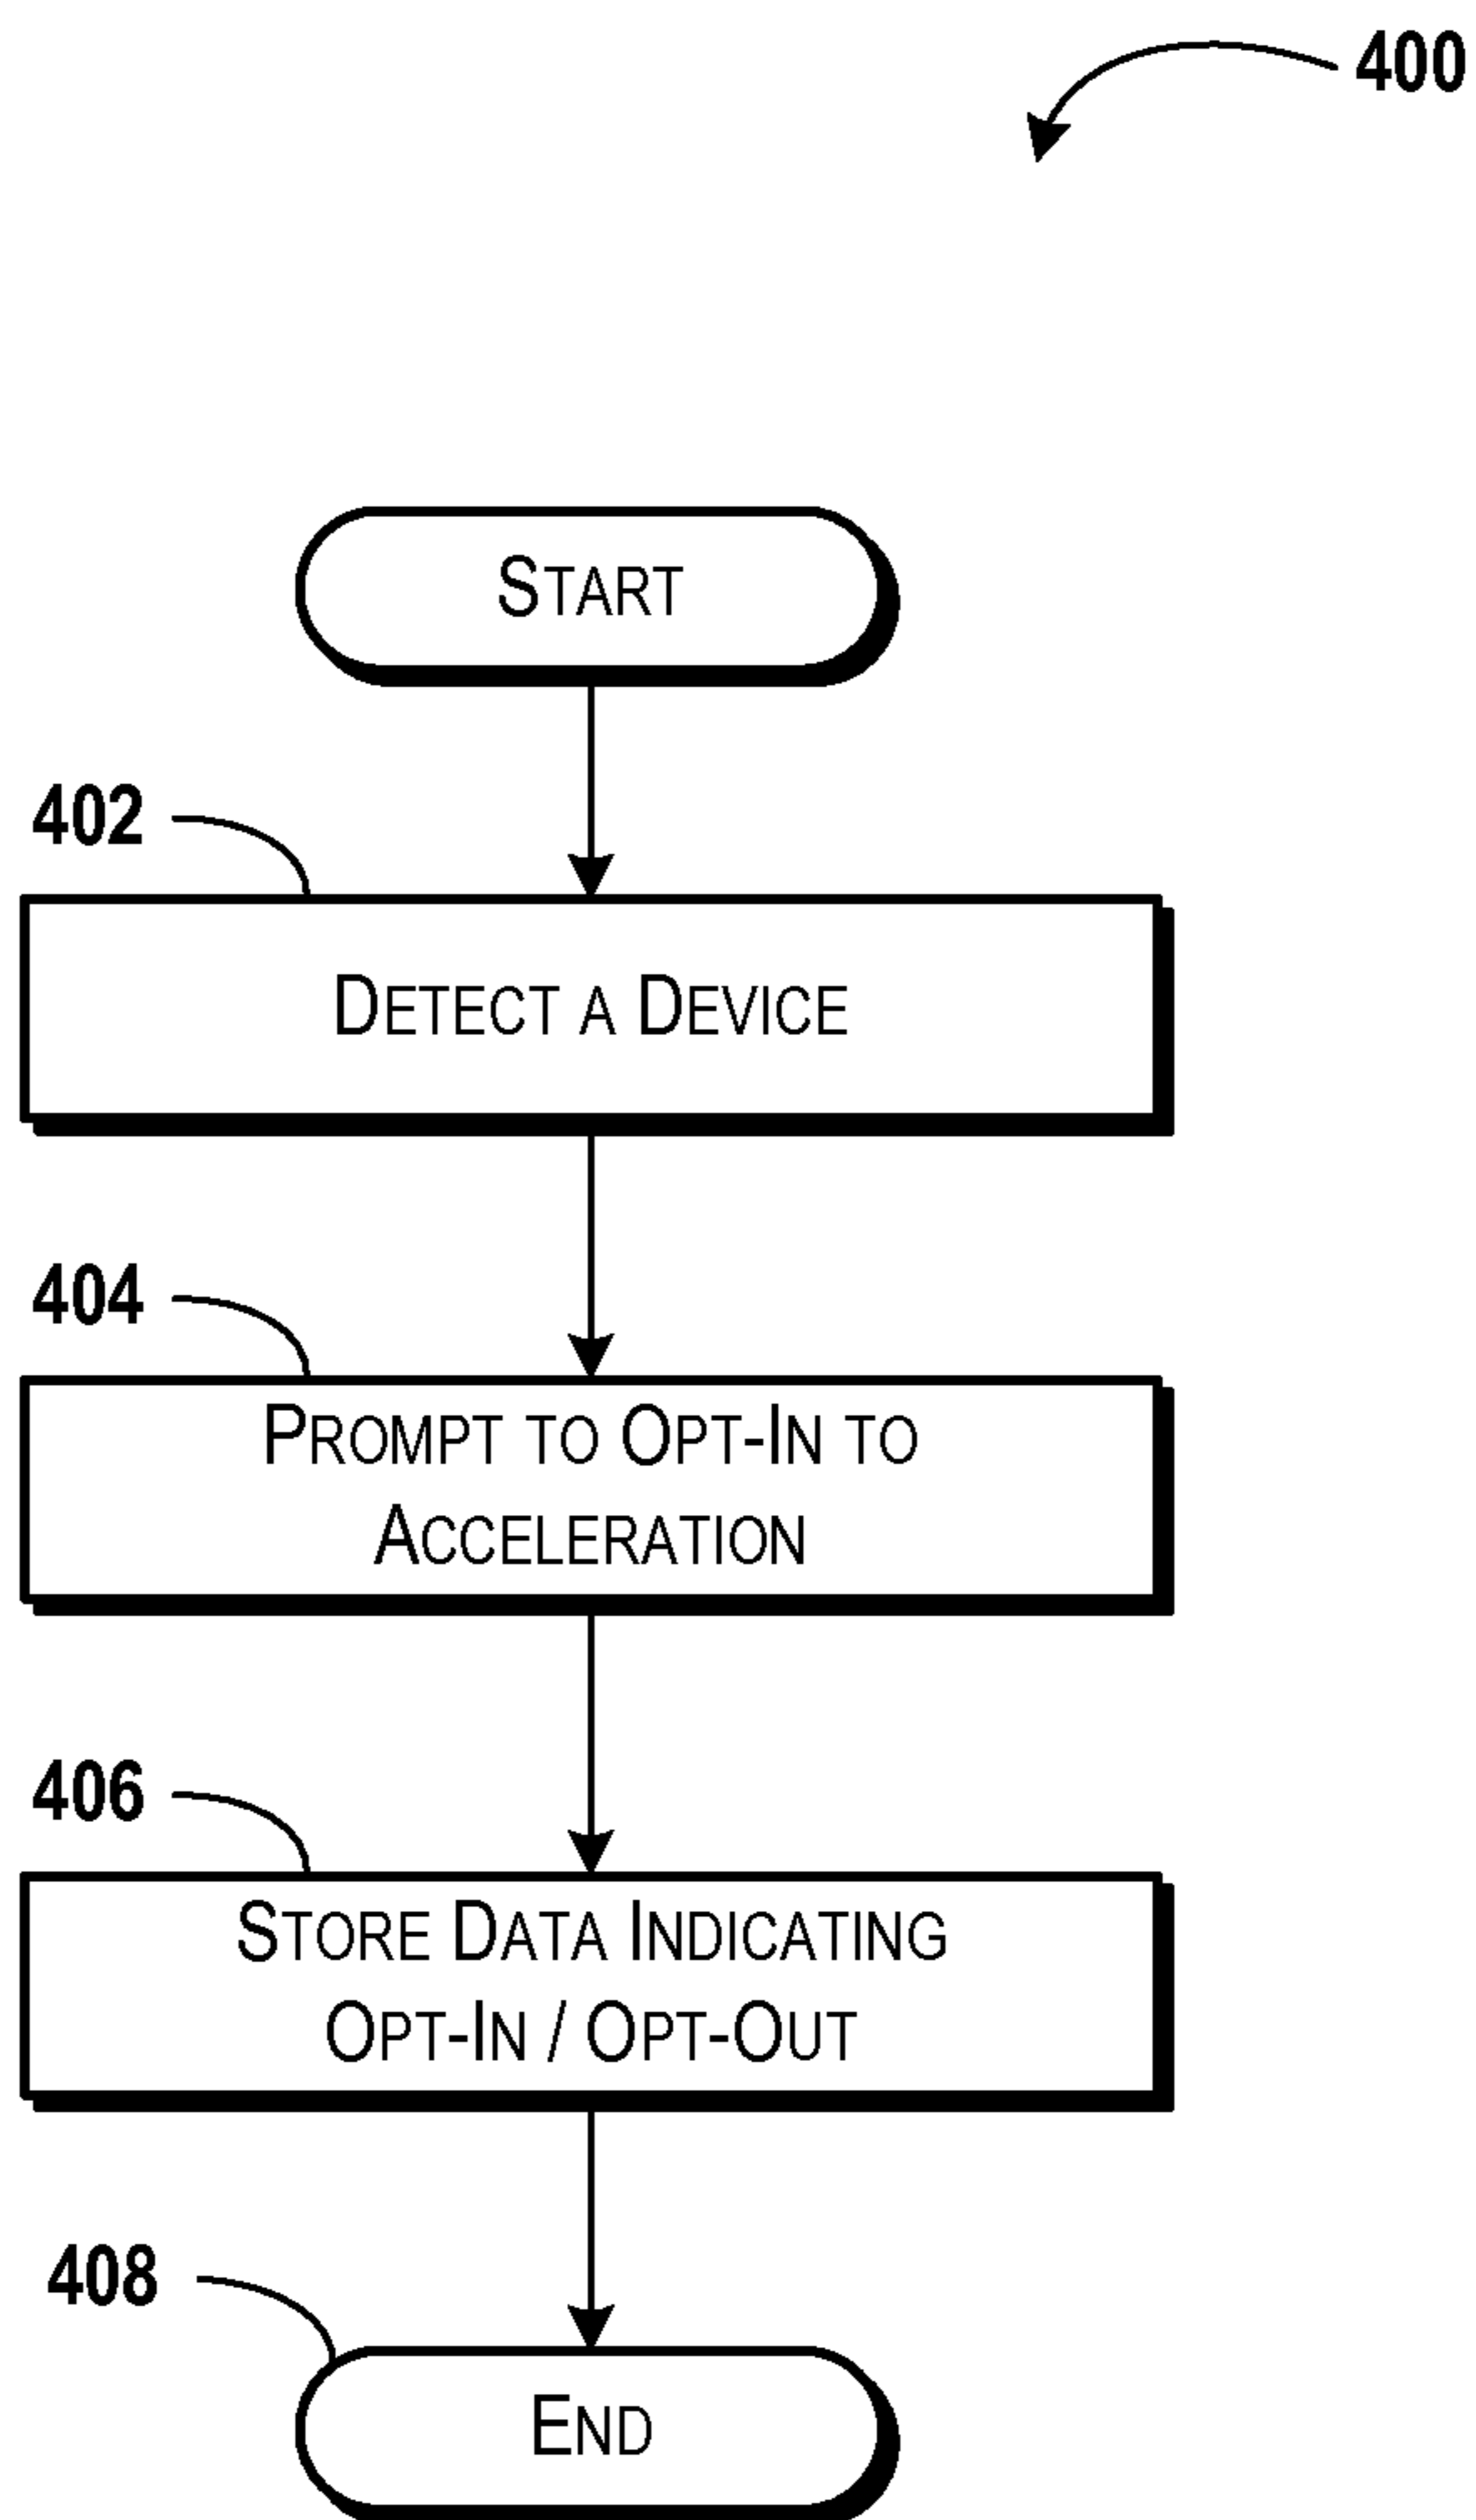 400
START
402
DETECT A DEVICE
404
PROMPT TO OPT-IN TO
ACCELERATION
406
STORE DATA INDICATING
OPT-IN / OPT-OUT
408
END